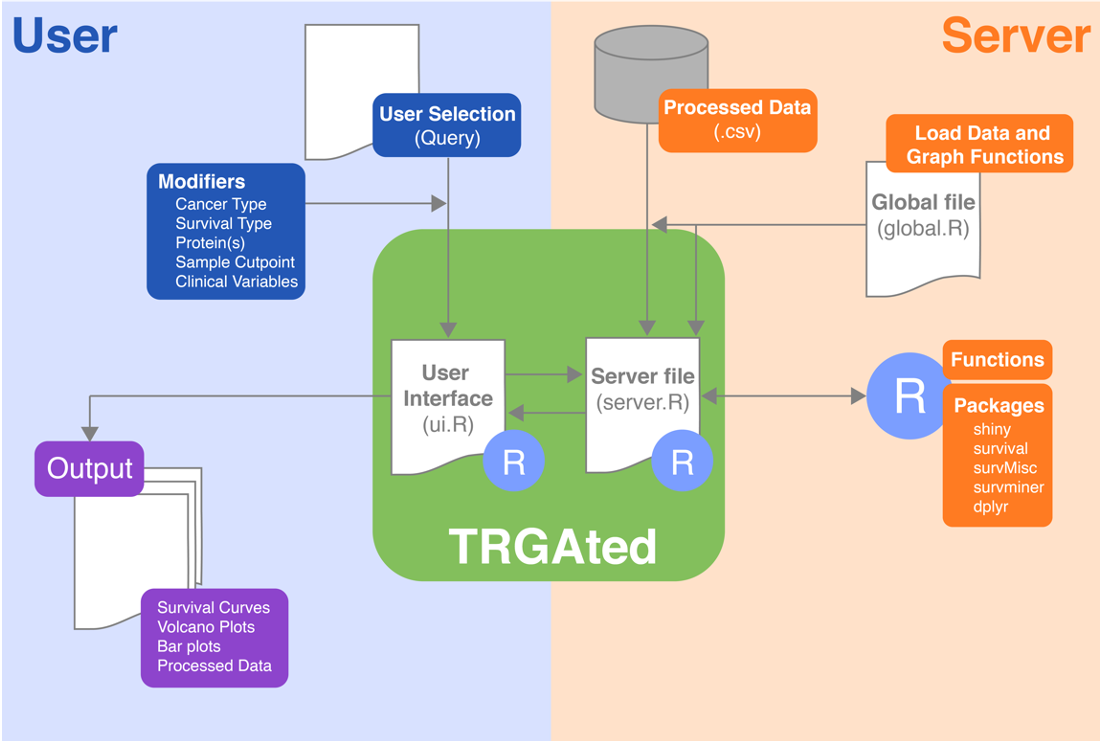 User
Server
User Selection
(Query)
Processed Data
(.csv)
Load Data and
Graph Functions
Modifiers
Cancer Type
Survival Type
Protein(s)
Sample Cutpoint
Clinical Variables
Global file
(global.R)
User
Interface
(ui.R)
R
Server file
(server.R)
R
R
Functions
Packages
shiny
survival
survMisc
survminer
dplyr
Output
TRGAted
Survival Curves
Volcano Plots
Bar plots
Processed Data